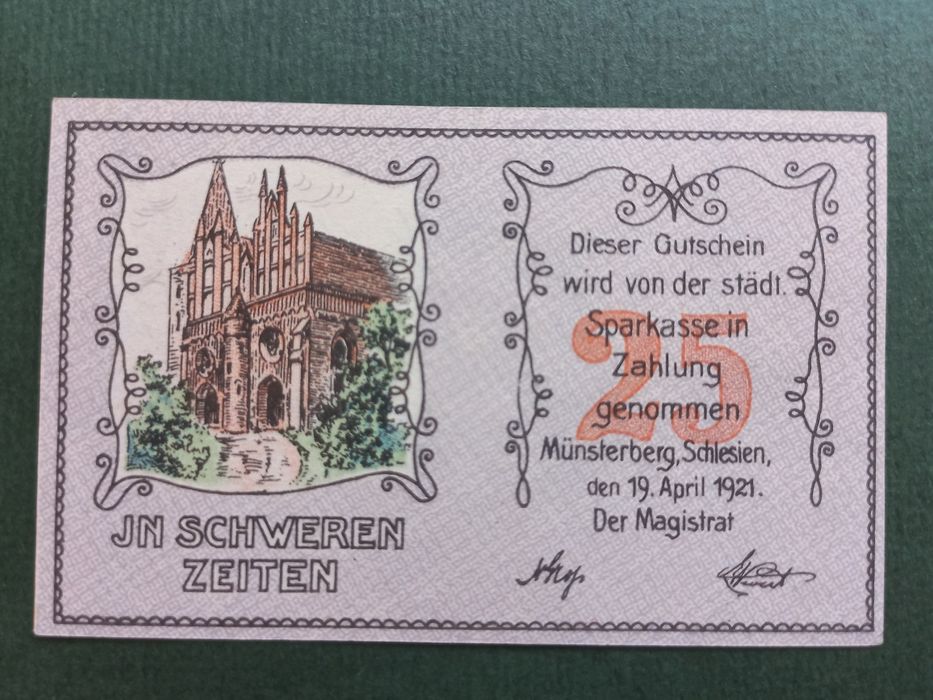 JN SCHWEREN
ZEITEN
Dieser Gutschein
wird von der städt.
Sparkasse in
Zahlung
genommen
25
Münsterberg, Schlesien,
den 19. April 1921.
Der Magistrat